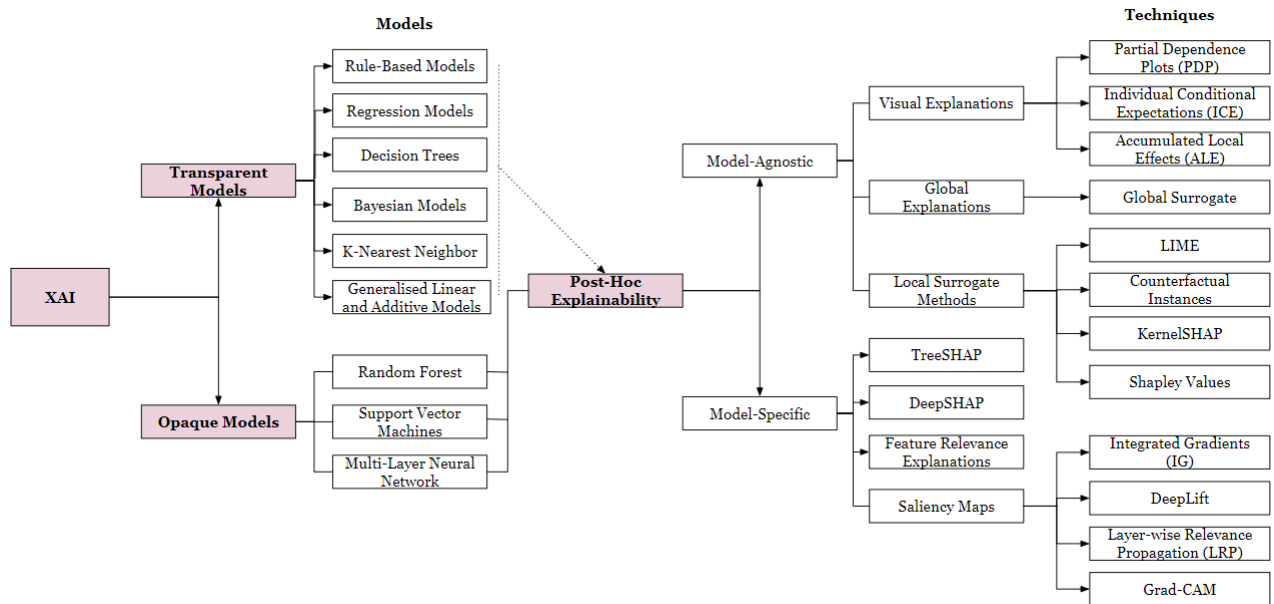 Models
Techniques
XAI
Transparent
Models
Opaque Models
Rule-Based Models
Regression Models
Decision Trees
Bayesian Models
K-Nearest Neighbor
Generalised Linear
and Additive Models
Random Forest
Support Vector
Machines
Multi-Layer Neural
Network
Post-Hoc
Explainability
Model-Agnostic
Model-Specific
Visual Explanations
Global
Explanations
Local Surrogate
Methods
TreeSHAP
DeepSHAP
Feature Relevance
Explanations
Saliency Maps
Partial Dependence
Plots (PDP)
Individual Conditional
Expectations (ICE)
Accumulated Local
Effects (ALE)
Global Surrogate
LIME
Counterfactual
Instances
KernelSHAP
Shapley Values
Integrated Gradients
(IG)
DeepLift
Layer-wise Relevance
Propagation (LRP)
Grad-CAM